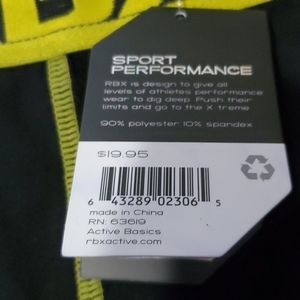 SPORT
PERFORMANCE
RBX is design to give all
levels of athletes performance
wear to dig deep. Push their
limits and go to the X treme
90% polyester 10% spandex
$19.95
6 43289 02306 5
made in China
RN: 63619
Active Basics
rbxactive.com